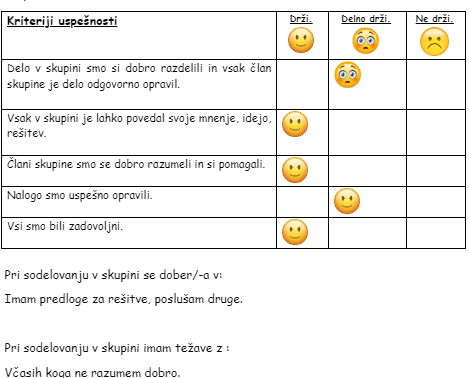 Kriteriji uspešnosti Drži. Delno drži. Ne drži.
Delo v skupini smo si dobro razdelili in vsak član
skupine je delo odgovorno opravil.
Vsak v skupini je lahko povedal svoje mnenje, idejo,
rešitev.
Člani skupine smo se dobro razumeli in si pomagali.
Nalogo smo uspešno opravili.
Vsi smo bili zadovoljni.
Pri sodelovanju v skupini se dober/-a v:
Imam predloge za rešitve, poslušam druge.
Pri sodelovanju v skupini imam težave z :
Včasih koga ne razumem dobro.